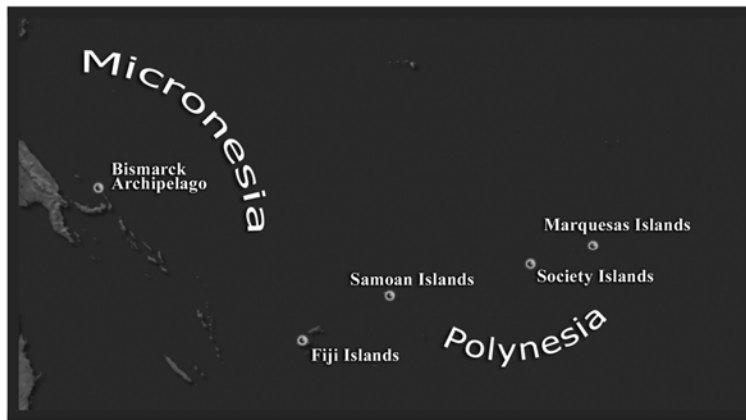 Micronesia
Bismarck
Archipelago
Marquesas Islands
Society Islands
Samoan Islands
Polynesia
Fiji Islands